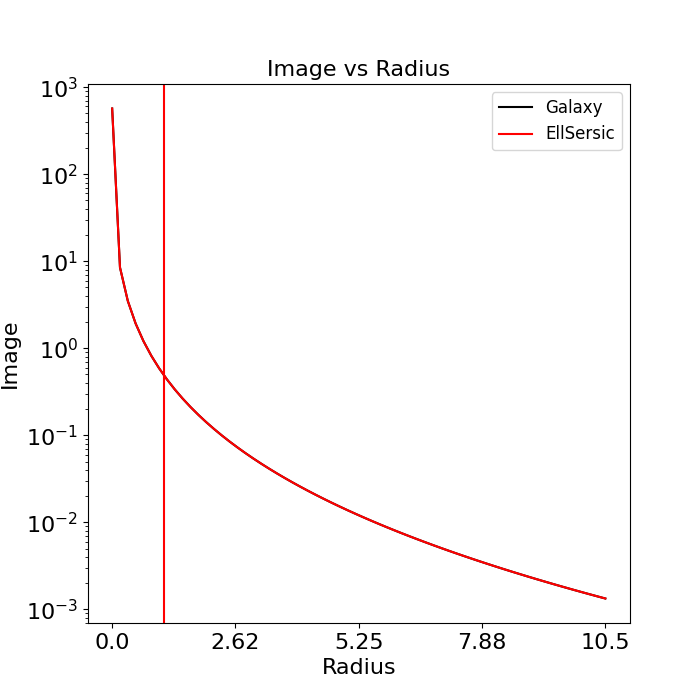 Image vs Radius
Galaxy
EllSersic
Image
10³
10²
10¹
10⁰
10⁻¹
10⁻²
10⁻³
0.0 2.62 5.25 7.88 10.5
Radius